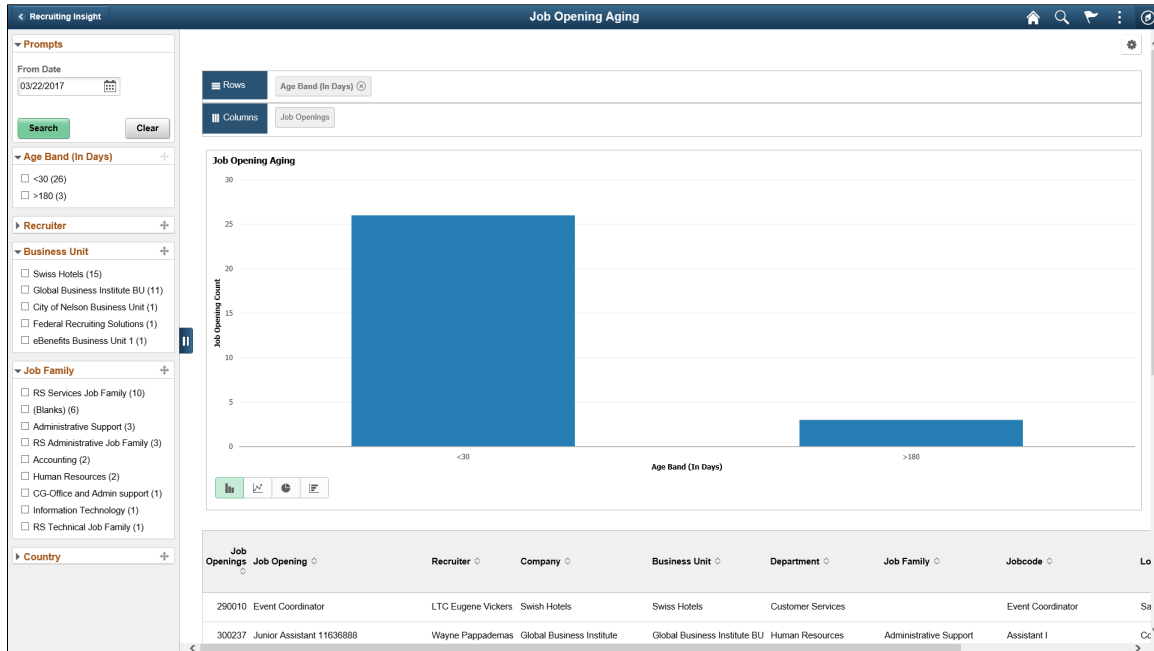 Recruiting Insight
Job Opening Aging
Prompts
From Date
03/22/2017
Search Clear
Age Band (In Days)
<30 (26)
>180 (3)
Recruiter
Business Unit
Swiss Hotels (15)
Global Business Institute BU (11)
City of Nelson Business Unit (1)
Federal Recruiting Solutions (1)
eBenefits Business Unit 1 (1)
Job Family
RS Services Job Family (10)
(Blanks) (6)
Administrative Support (3)
RS Administrative Job Family (3)
Accounting (2)
Human Resources (2)
CG-Office and Admin support (1)
Information Technology (1)
RS Technical Job Family (1)
Country
Rows Age Band (In Days)
Columns Job Openings
Job Opening Aging
30
25
20
15
10
5
0
Job Opening Count
<30 >180
Age Band (In Days)
Job Openings Job Opening Recruiter Company Business Unit Department Job Family Jobcode Lo
290010 Event Coordinator LTC Eugene Vickers Swish Hotels Swiss Hotels Customer Services Event Coordinator Sa
300237 Junior Assistant 11636888 Wayne Pappademas Global Business Institute Global Business Institute BU Human Resources Administrative Support Assistant I Co